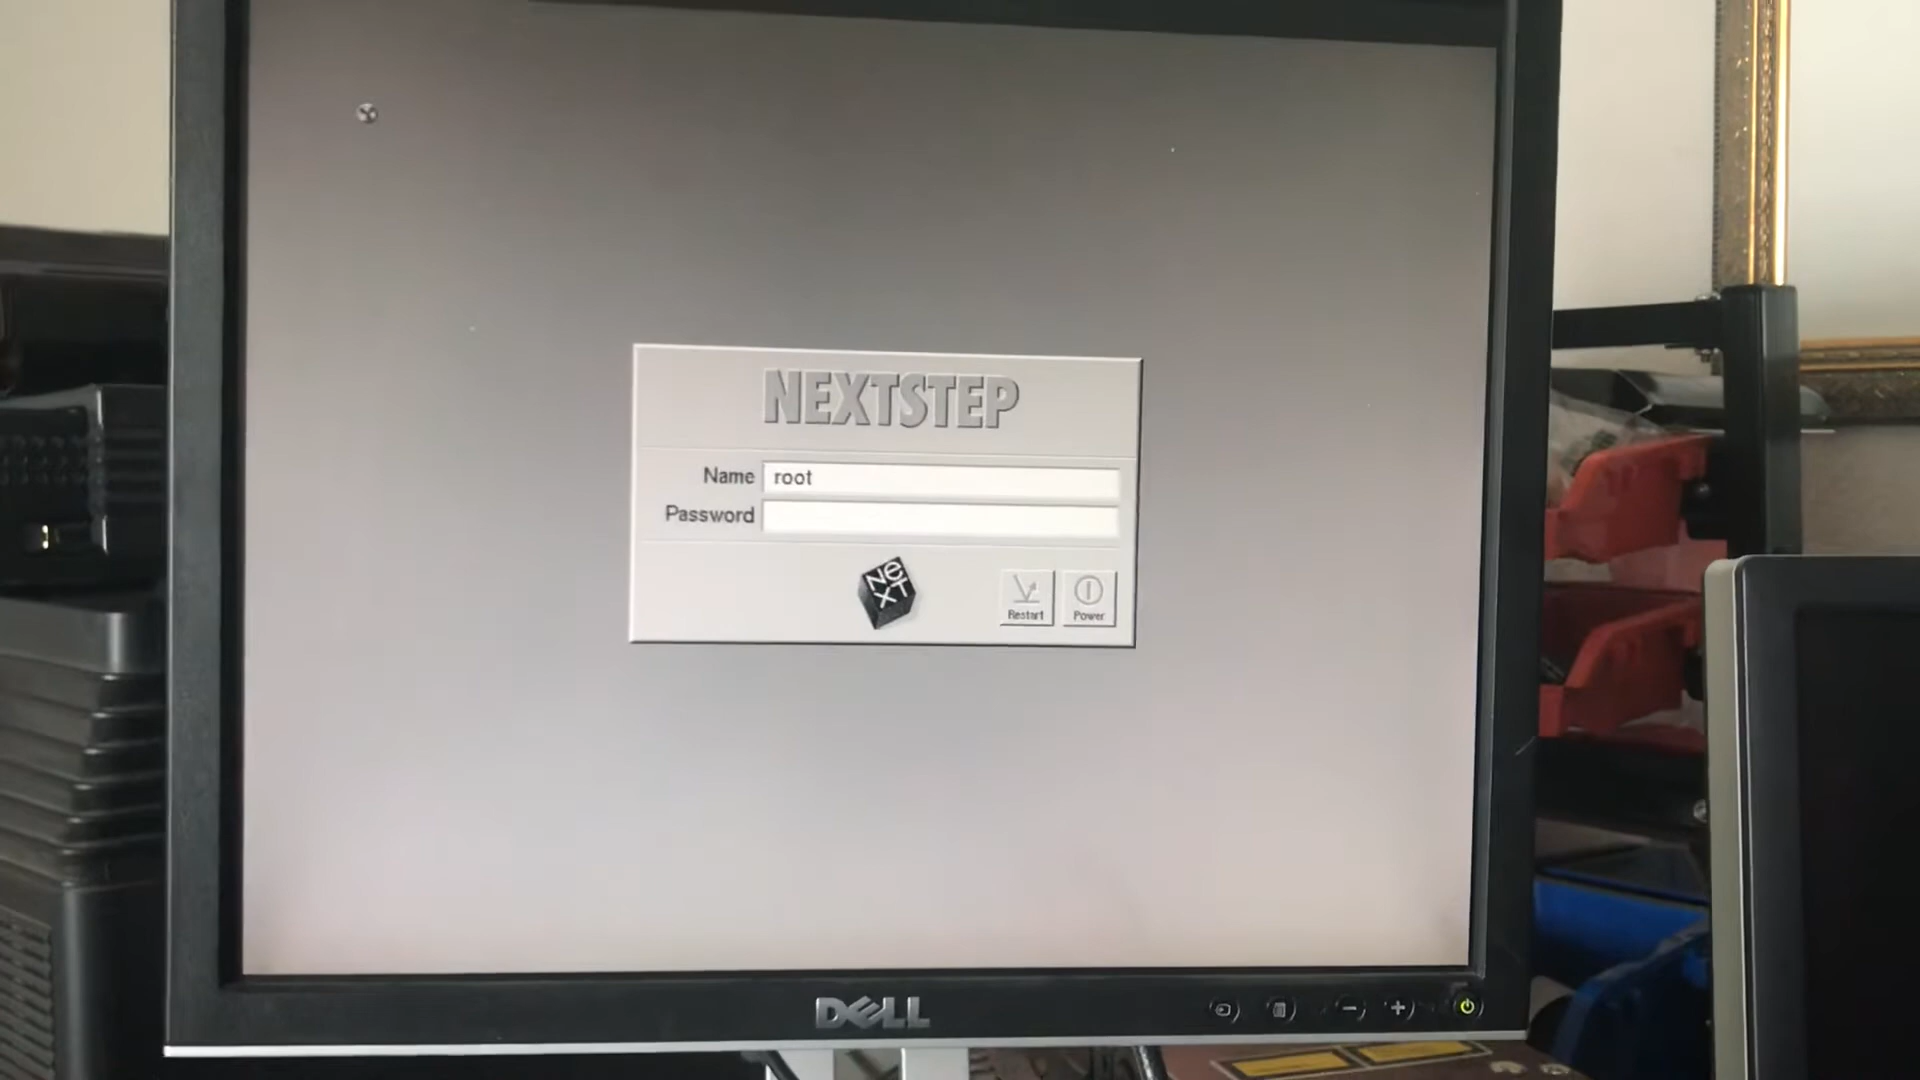 NEXTSTEP
Name root
Password
NeXT
Restart Power
DELL